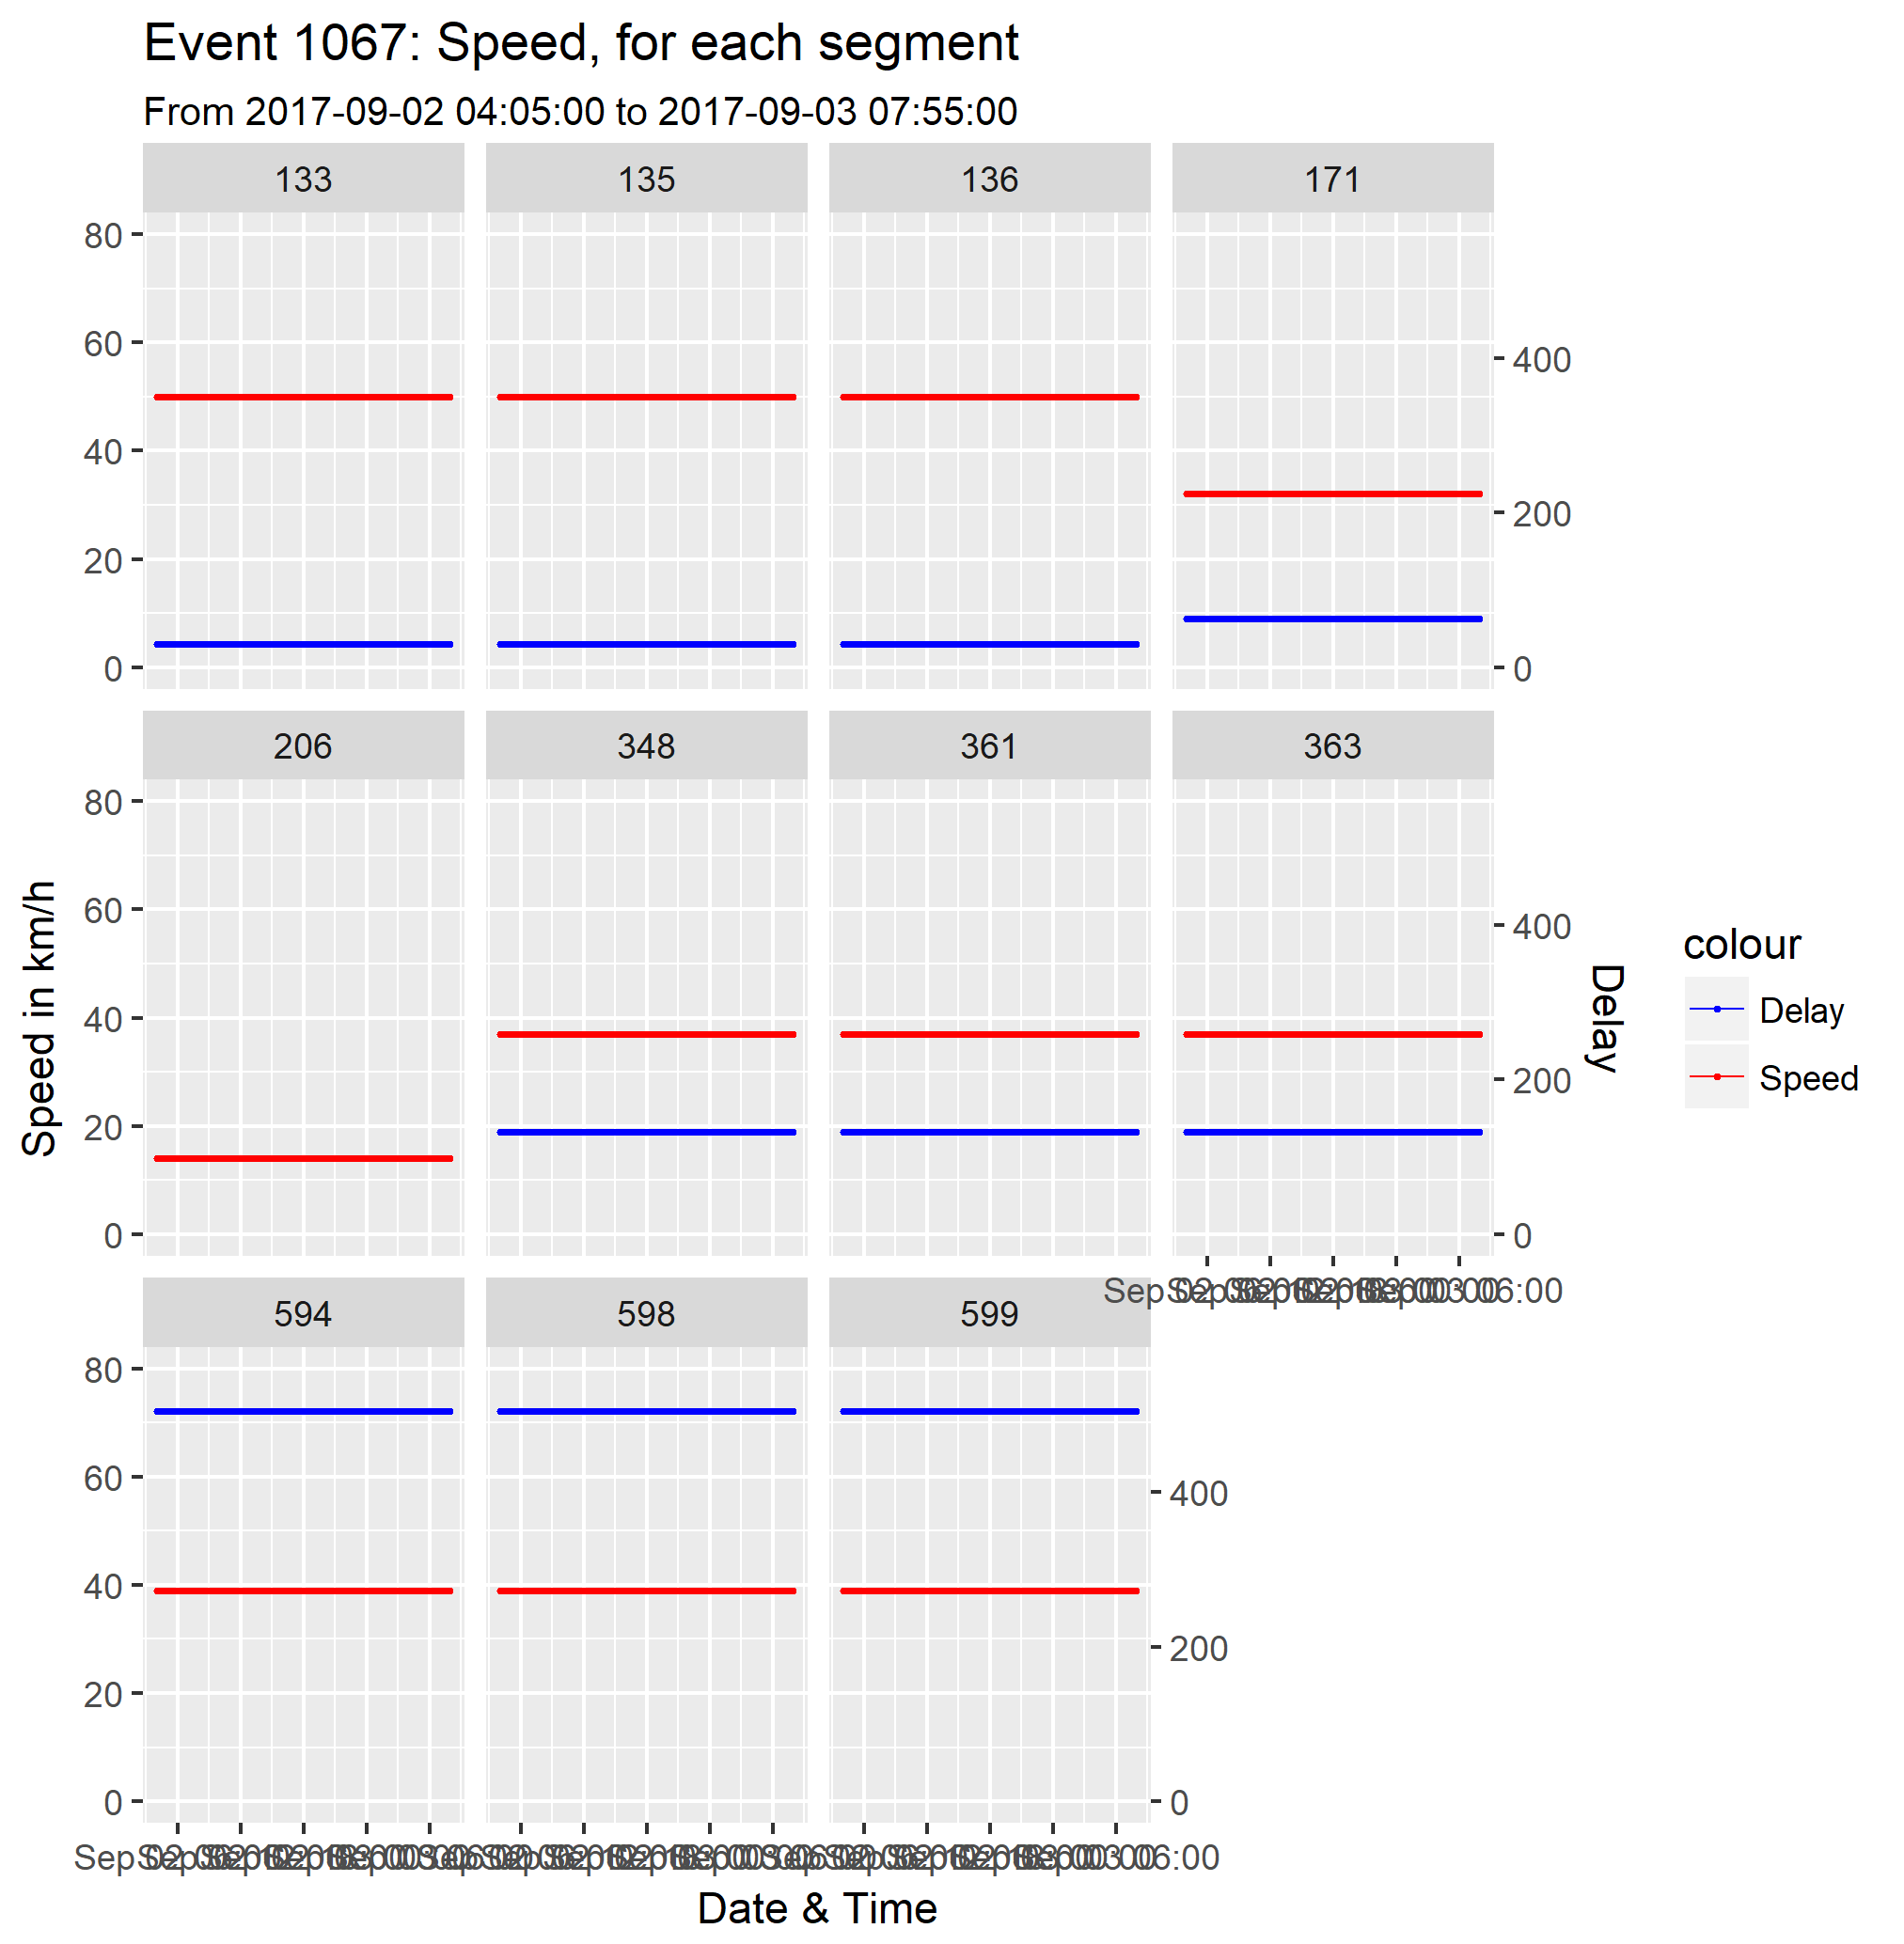 Event 1067: Speed, for each segment
From 2017-09-02 04:05:00 to 2017-09-03 07:55:00
133 135 136 171
80
60
40
20
0
400
200
0
206 348 361 363
80
60
40
20
0
400
200
0
594 598 599
80
60
40
20
0
400
200
0
Speed in km/h
Delay
Date & Time
colour
Delay
Speed